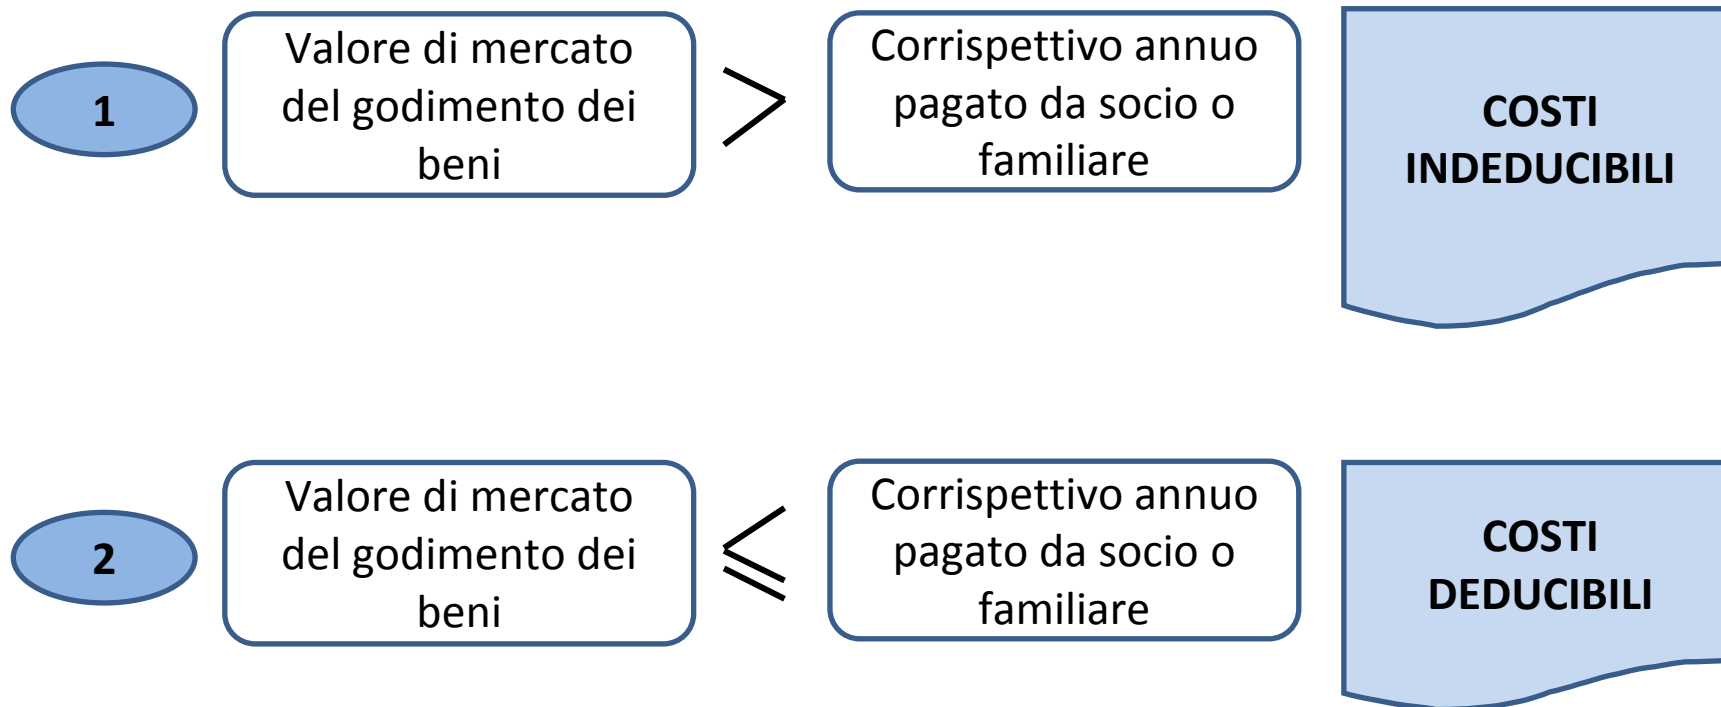 1
Valore di mercato
del godimento dei
beni
>
Corrispettivo annuo
pagato da socio o
familiare
COSTI
INDEDUCIBILI
2
Valore di mercato
del godimento dei
beni
≤
Corrispettivo annuo
pagato da socio o
familiare
COSTI
DEDUCIBILI